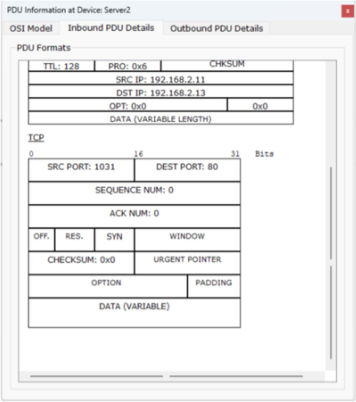 PDU Information at Device: Server2
OSI Model Inbound PDU Details Outbound PDU Details
PDU Formats
TTL: 128 PRO: 0x6 CHKSUM
SRC IP: 192.168.2.11
DST IP: 192.168.2.13
OPT: 0x0 0x0
DATA (VARIABLE LENGTH)
TCP
0 16 31 Bits
SRC PORT: 1031 DEST PORT: 80
SEQUENCE NUM: 0
ACK NUM: 0
OFF. RES. SYN WINDOW
CHECKSUM: 0x0 URGENT POINTER
OPTION PADDING
DATA (VARIABLE)